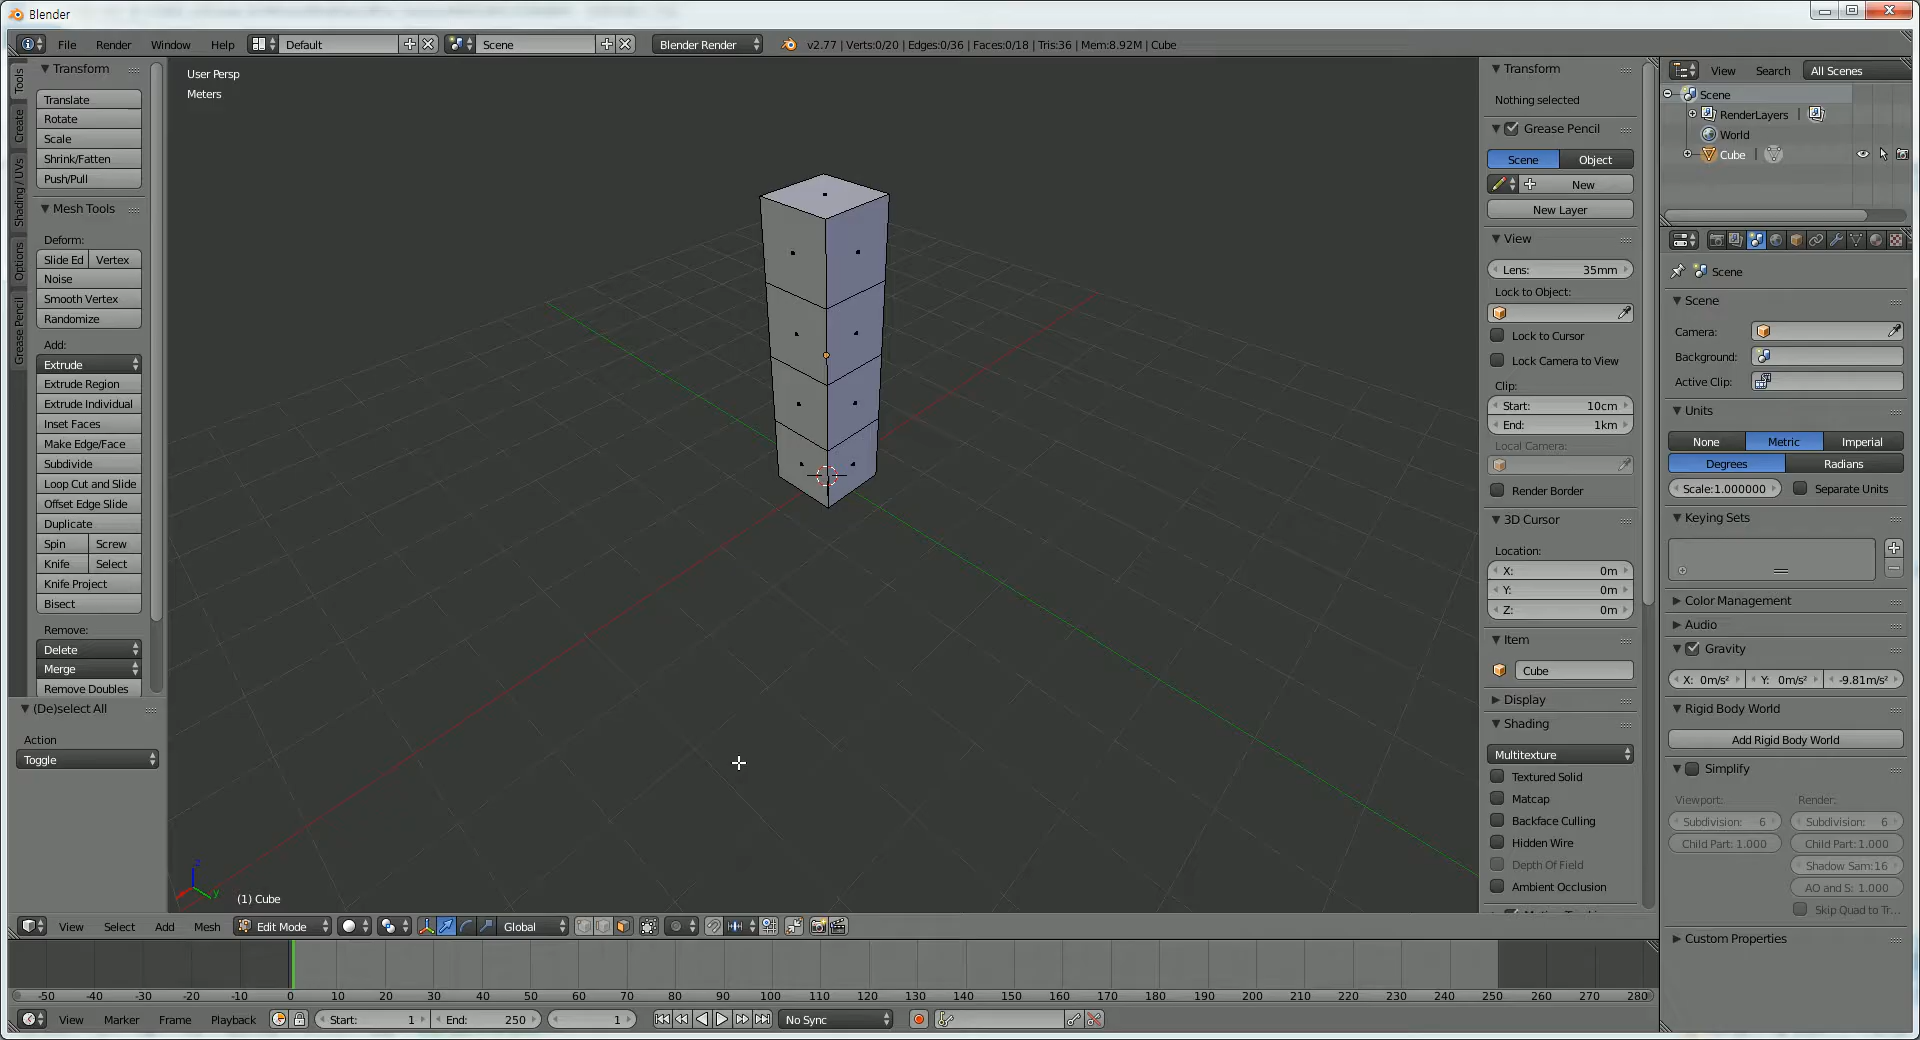 Blender
File Render Window Help Default Scene Blender Render v2.77 | Verts:0/20 | Edges:0/36 | Faces:0/18 | Tris:36 | Mem:8.92M | Cube
Tools
Create
Shading / UVs
Options
Grease Pencil
Transform
Translate
Rotate
Scale
Shrink/Fatten
Push/Pull
Mesh Tools
Deform:
Slide Ed Vertex
Noise
Smooth Vertex
Randomize
Add:
Extrude
Extrude Region
Extrude Individual
Inset Faces
Make Edge/Face
Subdivide
Loop Cut and Slide
Offset Edge Slide
Duplicate
Spin Screw
Knife Select
Knife Project
Bisect
Remove:
Delete
Merge
Remove Doubles
(De)select All
Action
Toggle
User Persp
Meters
z
y
(1) Cube
Transform
Nothing selected
Grease Pencil
Scene Object
New
New Layer
View
Lens: 35mm
Lock to Object:
Lock to Cursor
Lock Camera to View
Clip:
Start: 10cm
End: 1km
Local Camera:
Render Border
3D Cursor
Location:
X: 0m
Y: 0m
Z: 0m
Item
Cube
Display
Shading
Multitexture
Textured Solid
Matcap
Backface Culling
Hidden Wire
Depth Of Field
Ambient Occlusion
View Search All Scenes
Scene
RenderLayers |
World
Cube |
Scene
Scene
Camera:
Background:
Active Clip:
Units
None Metric Imperial
Degrees Radians
Scale:1.000000 Separate Units
Keying Sets
Color Management
Audio
Gravity
X: 0m/s² Y: 0m/s² -9.81m/s²
Rigid Body World
Add Rigid Body World
Simplify
Viewport: Render:
Subdivision: 6 Subdivision: 6
Child Part: 1.000 Child Part:1.000
Shadow Sam:16
AO and S: 1.000
Skip Quad to Tr...
Custom Properties
View Select Add Mesh Edit Mode Global
-50 -40 -30 -20 -10 0 10 20 30 40 50 60 70 80 90 100 110 120 130 140 150 160 170 180 190 200 210 220 230 240 250 260 270 280
View Marker Frame Playback Start: 1 End: 250 1 No Sync